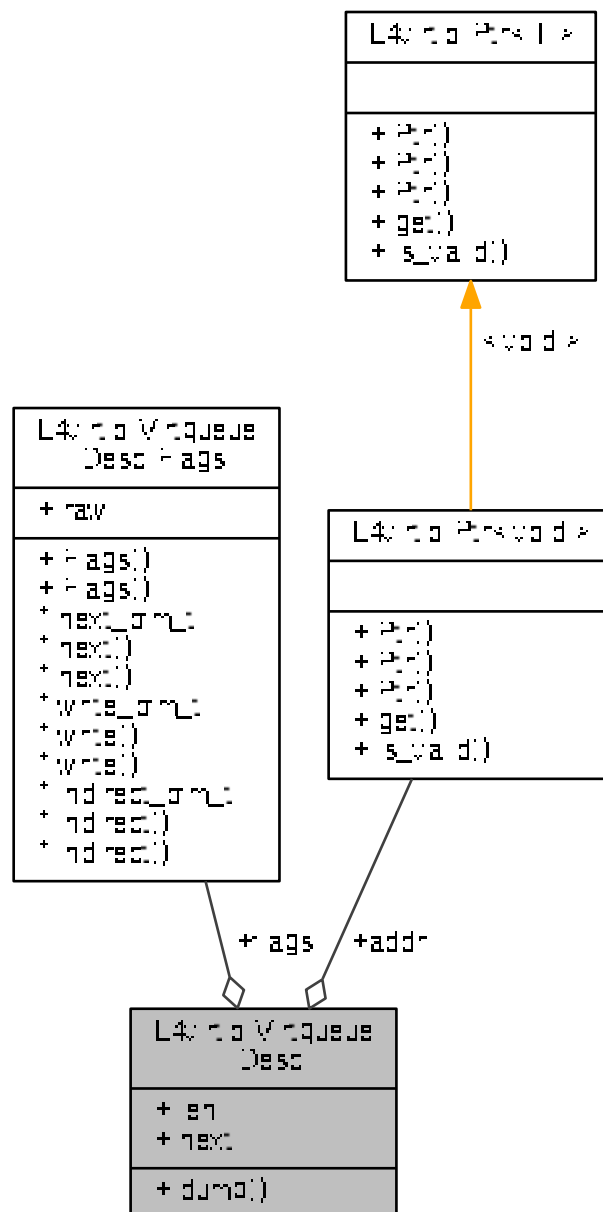 L4virtio::Ptr< T >
+ Ptr()
+ Ptr()
+ Ptr()
+ get()
+ is_valid()
< void >
L4virtio::Virtqueue
::Desc::Flags
+ raw
+ Flags()
+ Flags()
* next_bfm_t
* next()
* next()
* write_bfm_t
* write()
* write()
* indirect_bfm_t
* indirect()
* indirect()
L4virtio::Ptr< void >
+ Ptr()
+ Ptr()
+ Ptr()
+ get()
+ is_valid()
+flags
+addr
L4virtio::Virtqueue
::Desc
+ len
+ next
+ dump()